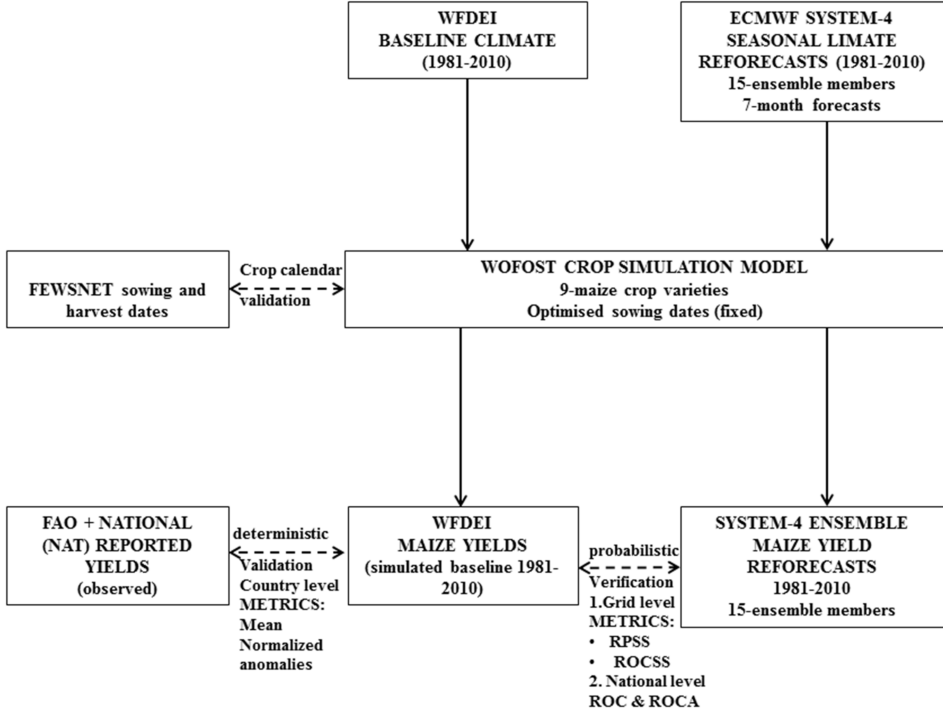 WFDEI
BASELINE CLIMATE
(1981-2010)
ECMWF SYSTEM-4
SEASONAL LIMATE
REFORECASTS (1981-2010)
15-ensemble members
7-month forecasts
FEWSNET sowing and
harvest dates
Crop calendar
validation
WOFOST CROP SIMULATION MODEL
9-maize crop varieties
Optimised sowing dates (fixed)
FAO + NATIONAL
(NAT) REPORTED
YIELDS
(observed)
deterministic
Validation
Country level
METRICS:
Mean
Normalized
anomalies
WFDEI
MAIZE YIELDS
(simulated baseline 1981-
2010)
probabilistic
Verification
1.Grid level
METRICS:
• RPSS
• ROCSS
2. National level
ROC & ROCA
SYSTEM-4 ENSEMBLE
MAIZE YIELD
REFORECASTS
1981-2010
15-ensemble members